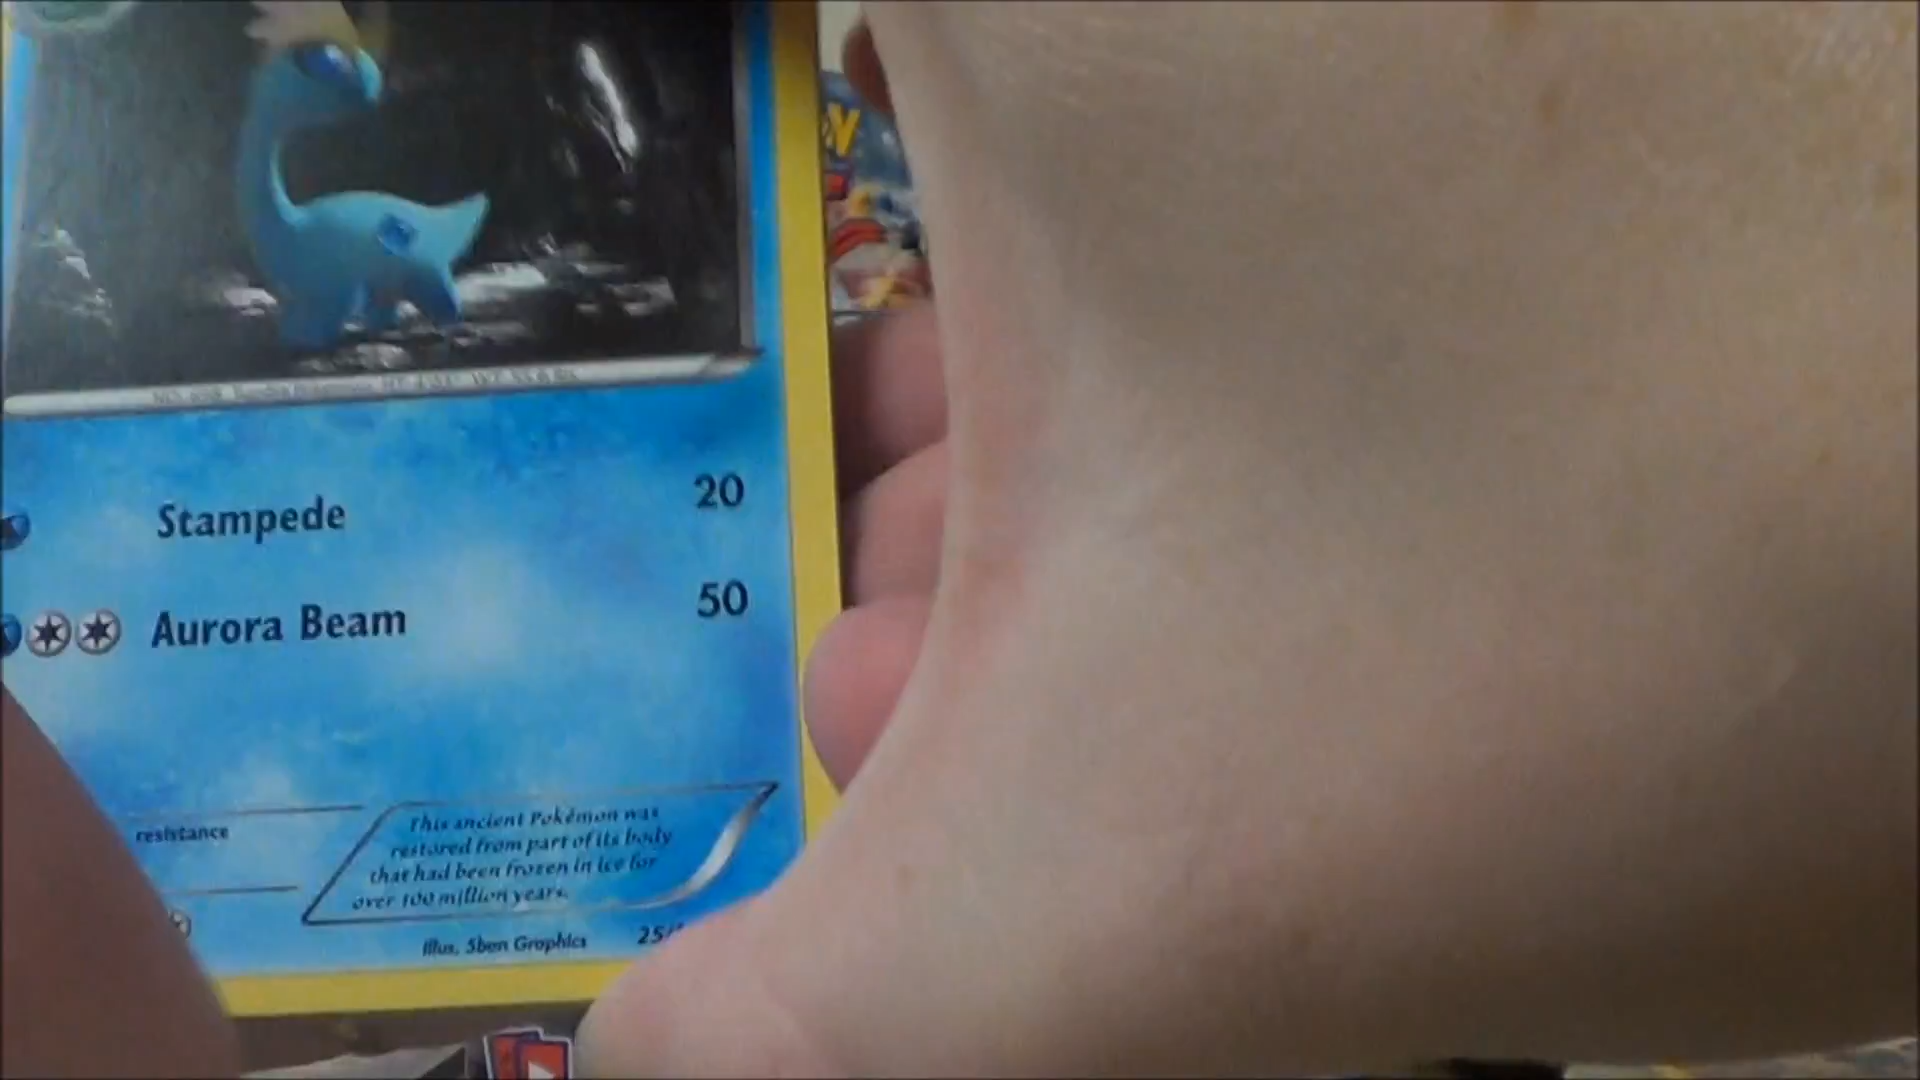 Stampede 20
Aurora Beam 50
resistance
This ancient Pokémon was
restored from part of its body
that had been frozen in ice for
over 100 million years.
Illus. 5ban Graphics 25/